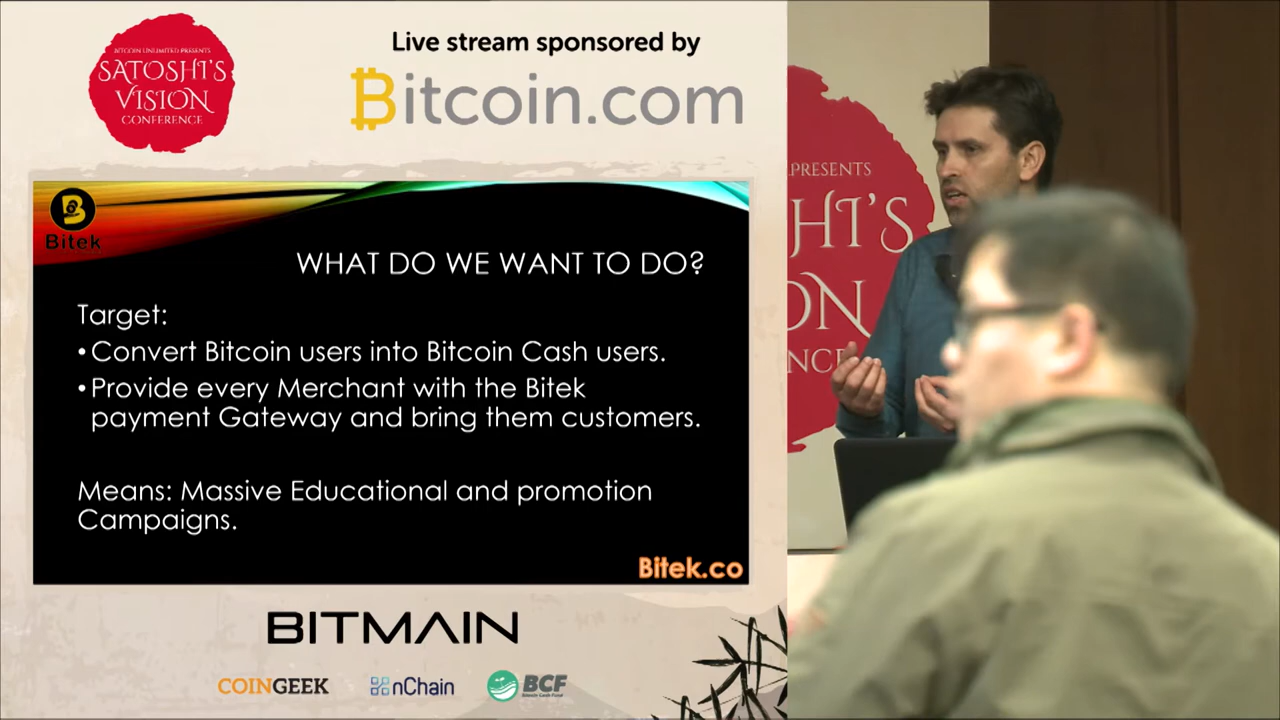 BITCOIN UNLIMITED PRESENTS
SATOSHI'S
VISION
CONFERENCE
Live stream sponsored by
Bitcoin.com
Bitek
WHAT DO WE WANT TO DO?
Target:
•Convert Bitcoin users into Bitcoin Cash users.
•Provide every Merchant with the Bitek
payment Gateway and bring them customers.
Means: Massive Educational and promotion
Campaigns.
Bitek.co
BITMAIN
COINGEEK
nChain
BCF
PRESENTS
HI'S
ON
NCE